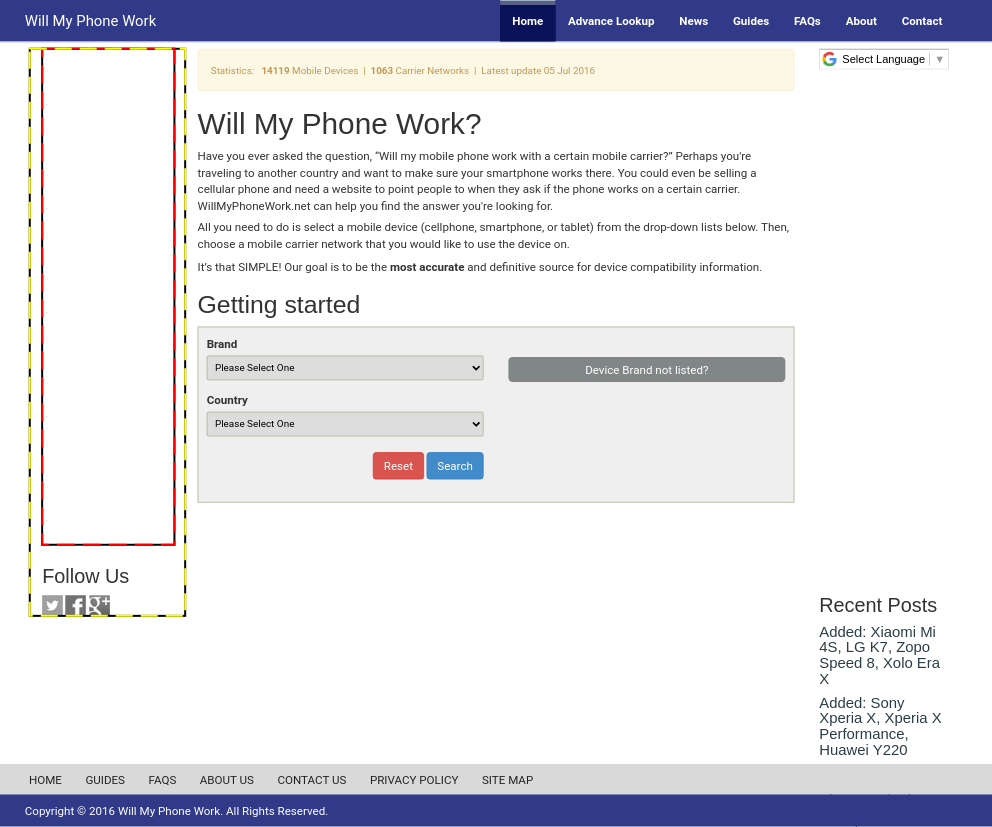 Will My Phone Work
Home Advance Lookup News Guides FAQs About Contact
Statistics: 14119 Mobile Devices | 1063 Carrier Networks | Latest update 05 Jul 2016
Select Language ▼
Will My Phone Work?
Have you ever asked the question, “Will my mobile phone work with a certain mobile carrier?” Perhaps you're
traveling to another country and want to make sure your smartphone works there. You could even be selling a
cellular phone and need a website to point people to when they ask if the phone works on a certain carrier.
WillMyPhoneWork.net can help you find the answer you're looking for.
All you need to do is select a mobile device (cellphone, smartphone, or tablet) from the drop-down lists below. Then,
choose a mobile carrier network that you would like to use the device on.
It’s that SIMPLE! Our goal is to be the most accurate and definitive source for device compatibility information.
Getting started
Brand
Please Select One
Device Brand not listed?
Country
Please Select One
Reset Search
Follow Us
Recent Posts
Added: Xiaomi Mi
4S, LG K7, Zopo
Speed 8, Xolo Era
X
Added: Sony
Xperia X, Xperia X
Performance,
Huawei Y220
HOME GUIDES FAQS ABOUT US CONTACT US PRIVACY POLICY SITE MAP
Copyright © 2016 Will My Phone Work. All Rights Reserved.